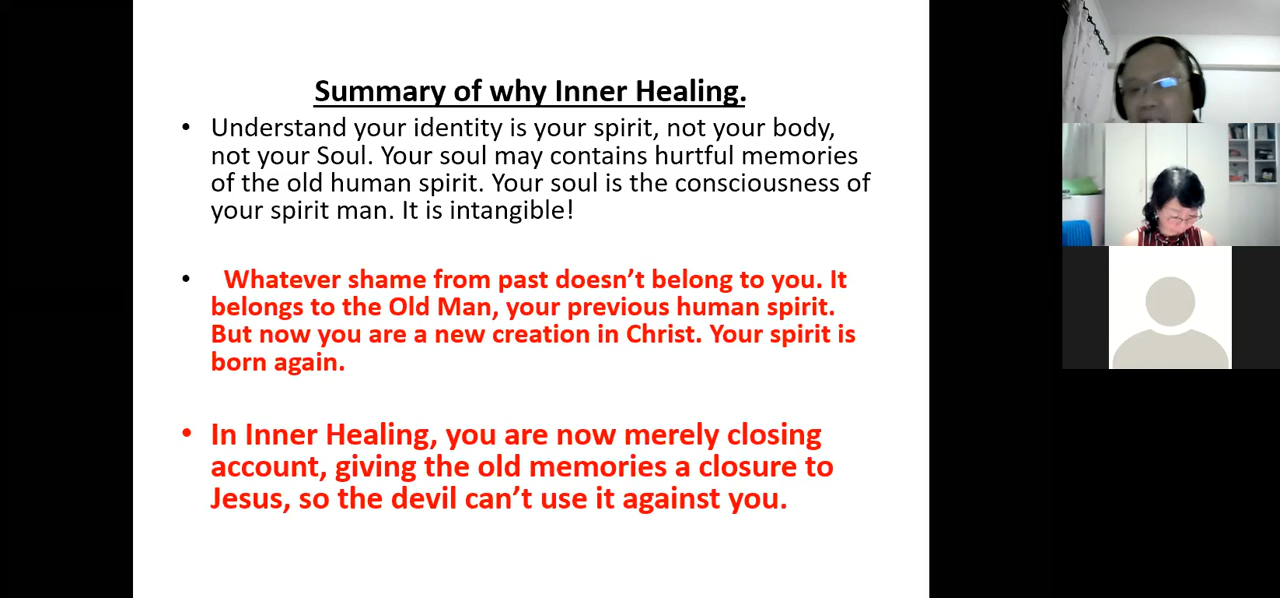 Summary of why Inner Healing.
• Understand your identity is your spirit, not your body,
not your Soul. Your soul may contains hurtful memories
of the old human spirit. Your soul is the consciousness of
your spirit man. It is intangible!
• Whatever shame from past doesn’t belong to you. It
belongs to the Old Man, your previous human spirit.
But now you are a new creation in Christ. Your spirit is
born again.
• In Inner Healing, you are now merely closing
account, giving the old memories a closure to
Jesus, so the devil can’t use it against you.